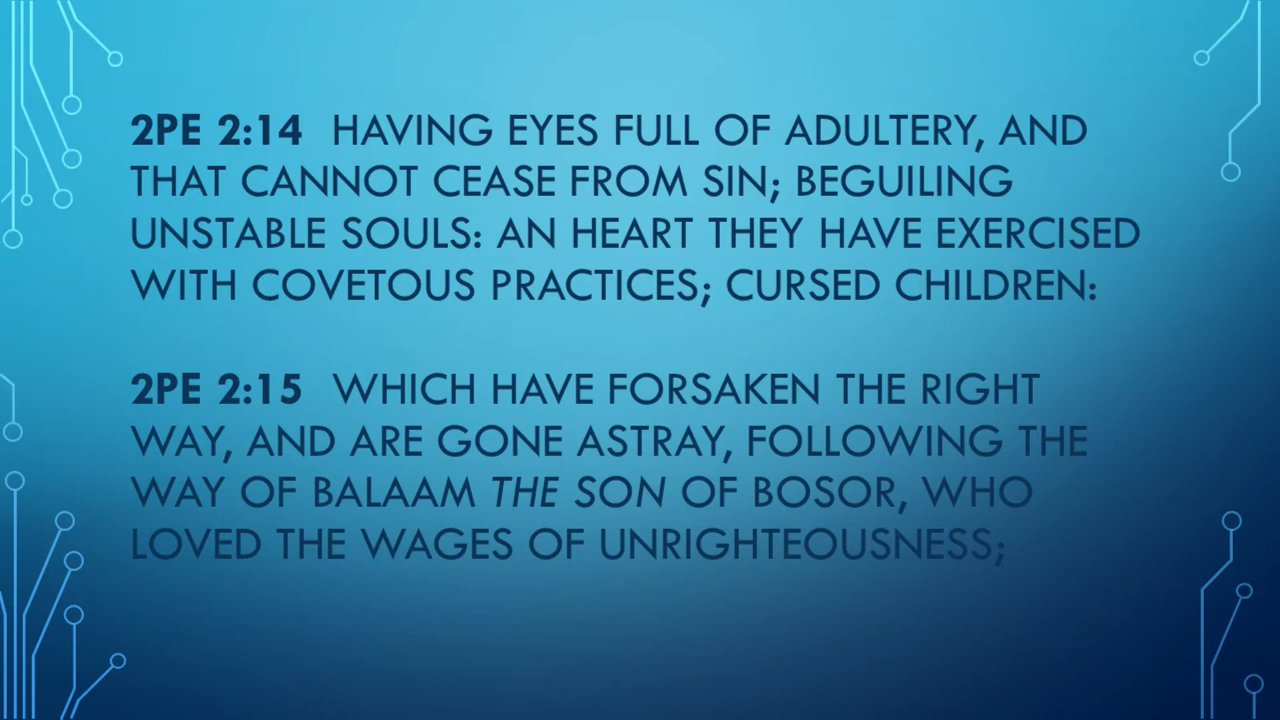 2PE 2:14 HAVING EYES FULL OF ADULTERY, AND
THAT CANNOT CEASE FROM SIN; BEGUILING
UNSTABLE SOULS: AN HEART THEY HAVE EXERCISED
WITH COVETOUS PRACTICES; CURSED CHILDREN:
2PE 2:15 WHICH HAVE FORSAKEN THE RIGHT
WAY, AND ARE GONE ASTRAY, FOLLOWING THE
WAY OF BALAAM THE SON OF BOSOR, WHO
LOVED THE WAGES OF UNRIGHTEOUSNESS;